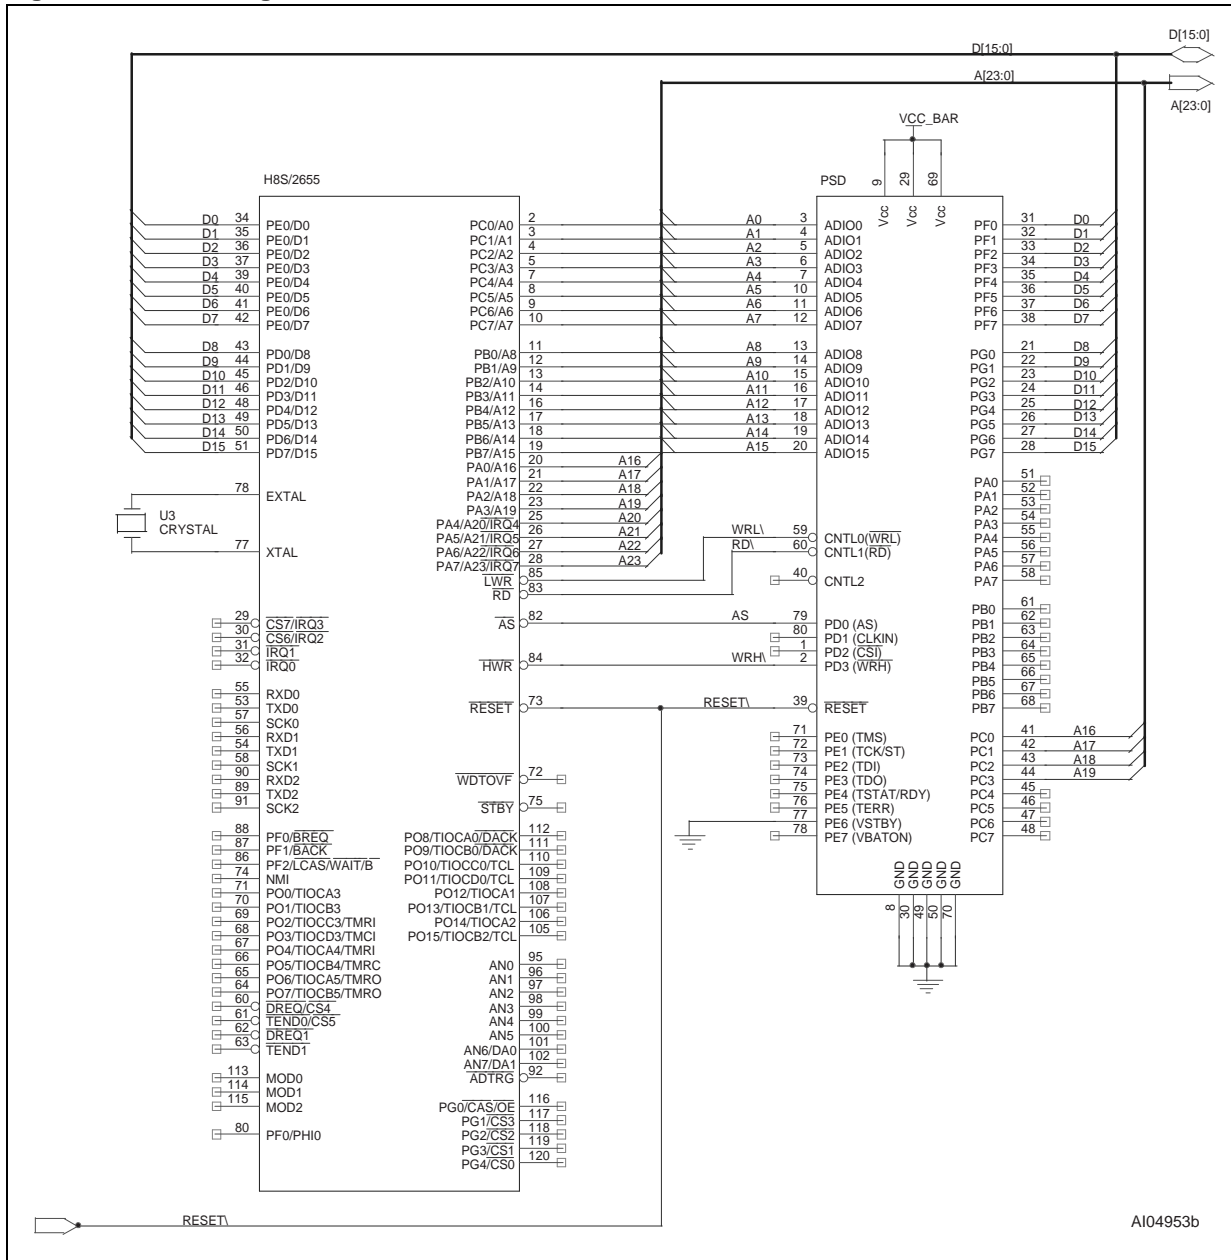 D[15:0]
D[15:0]
A[23:0]
A[23:0]
VCC_BAR
H8S/2655
PSD
9
29
69
Vcc
Vcc
Vcc
D0 34 PE0/D0
D1 35 PE0/D1
D2 36 PE0/D2
D3 37 PE0/D3
D4 39 PE0/D4
D5 40 PE0/D5
D6 41 PE0/D6
D7 42 PE0/D7
D8 43 PD0/D8
D9 44 PD1/D9
D10 45 PD2/D10
D11 46 PD3/D11
D12 48 PD4/D12
D13 49 PD5/D13
D14 50 PD6/D14
D15 51 PD7/D15
78 EXTAL
U3
CRYSTAL
77 XTAL
29 CS7/IRQ3
30 CS6/IRQ2
31 IRQ1
32 IRQ0
55 RXD0
53 TXD0
57 SCK0
56 RXD1
54 TXD1
58 SCK1
90 RXD2
89 TXD2
91 SCK2
88 PF0/BREQ
87 PF1/BACK
86 PF2/LCAS/WAIT/B
74 NMI
71 PO0/TIOCA3
70 PO1/TIOCB3
69 PO2/TIOCC3/TMRI
68 PO3/TIOCD3/TMCI
67 PO4/TIOCA4/TMRI
66 PO5/TIOCB4/TMRC
65 PO6/TIOCA5/TMRO
64 PO7/TIOCB5/TMRO
60 DREQ/CS4
61 TEND0/CS5
62 DREQ1
63 TEND1
113 MOD0
114 MOD1
115 MOD2
80 PF0/PHI0
PC0/A0 2
PC1/A1 3
PC2/A2 4
PC3/A3 5
PC4/A4 7
PC5/A5 8
PC6/A6 9
PC7/A7 10
PB0/A8 11
PB1/A9 12
PB2/A10 13
PB3/A11 14
PB4/A12 16
PB5/A13 17
PB6/A14 18
PB7/A15 19
PA0/A16 20 A16
PA1/A17 21 A17
PA2/A18 22 A18
PA3/A19 23 A19
PA4/A20/IRQ4 25 A20
PA5/A21/IRQ5 26 A21
PA6/A22/IRQ6 27 A22
PA7/A23/IRQ7 28 A23
LWR 85
RD 83
AS 82
HWR 84
RESET 73
WDTOVF 72
STBY 75
PO8/TIOCA0/DACK 112
PO9/TIOCB0/DACK 111
PO10/TIOCC0/TCL 110
PO11/TIOCD0/TCL 109
PO12/TIOCA1 108
PO13/TIOCB1/TCL 107
PO14/TIOCA2 106
PO15/TIOCB2/TCL 105
AN0 95
AN1 96
AN2 97
AN3 98
AN4 99
AN5 100
AN6/DA0 101
AN7/DA1 102
ADTRG 92
PG0/CAS/OE 116
PG1/CS3 117
PG2/CS2 118
PG3/CS1 119
PG4/CS0 120
A0 3 ADIO0
A1 4 ADIO1
A2 5 ADIO2
A3 6 ADIO3
A4 7 ADIO4
A5 10 ADIO5
A6 11 ADIO6
A7 12 ADIO7
A8 13 ADIO8
A9 14 ADIO9
A10 15 ADIO10
A11 16 ADIO11
A12 17 ADIO12
A13 18 ADIO13
A14 19 ADIO14
A15 20 ADIO15
WRL\ 59 CNTL0(WRL)
RD\ 60 CNTL1(RD)
40 CNTL2
AS 79 PD0 (AS)
80 PD1 (CLKIN)
1 PD2 (CSI)
WRH\ 2 PD3 (WRH)
RESET\ 39 RESET
71 PE0 (TMS)
72 PE1 (TCK/ST)
73 PE2 (TDI)
74 PE3 (TDO)
75 PE4 (TSTAT/RDY)
76 PE5 (TERR)
77 PE6 (VSTBY)
78 PE7 (VBATON)
PF0 31 D0
PF1 32 D1
PF2 33 D2
PF3 34 D3
PF4 35 D4
PF5 36 D5
PF6 37 D6
PF7 38 D7
PG0 21 D8
PG1 22 D9
PG2 23 D10
PG3 24 D11
PG4 25 D12
PG5 26 D13
PG6 27 D14
PG7 28 D15
PA0 51
PA1 52
PA2 53
PA3 54
PA4 55
PA5 56
PA6 57
PA7 58
PB0 61
PB1 62
PB2 63
PB3 64
PB4 65
PB5 66
PB6 67
PB7 68
PC0 41 A16
PC1 42 A17
PC2 43 A18
PC3 44 A19
PC4 45
PC5 46
PC6 47
PC7 48
GND
GND
GND
GND
GND
8
30
49
50
70
RESET\
AI04953b